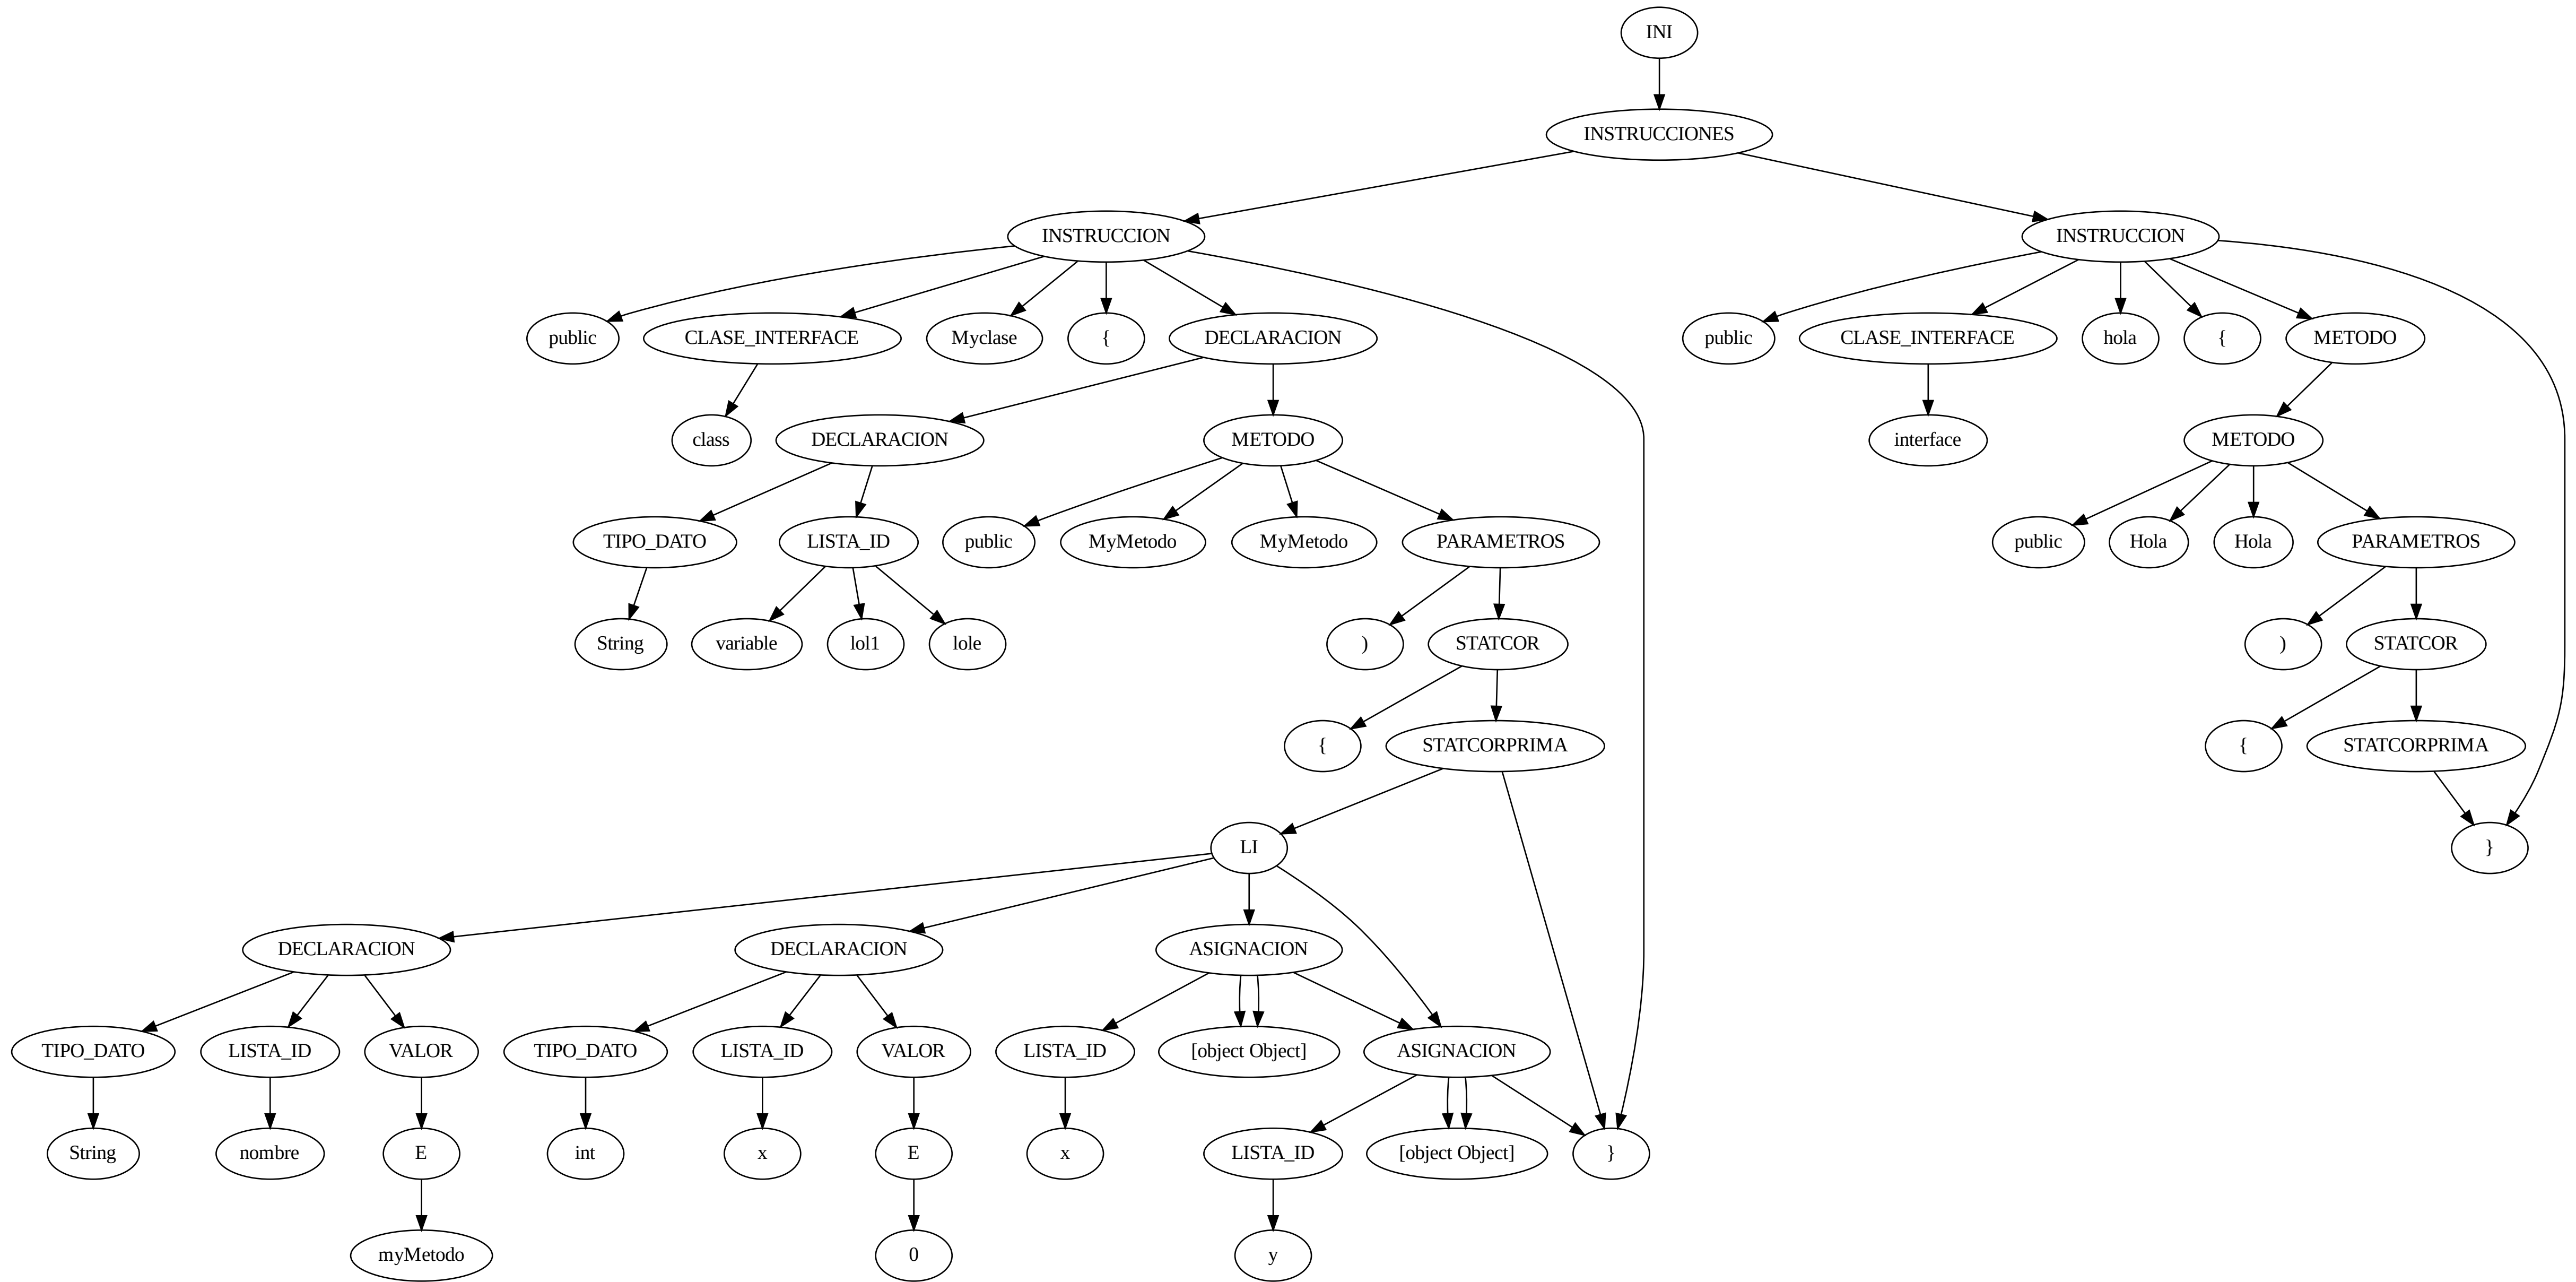 INI
INSTRUCCIONES
INSTRUCCION
INSTRUCCION
public
CLASE_INTERFACE
Myclase
{
DECLARACION
public
CLASE_INTERFACE
hola
{
METODO
class
DECLARACION
METODO
interface
METODO
TIPO_DATO
LISTA_ID
public
MyMetodo
MyMetodo
PARAMETROS
public
Hola
Hola
PARAMETROS
String
variable
lol1
lole
)
STATCOR
)
STATCOR
{
STATCORPRIMA
{
STATCORPRIMA
LI
}
DECLARACION
DECLARACION
ASIGNACION
TIPO_DATO
LISTA_ID
VALOR
TIPO_DATO
LISTA_ID
VALOR
LISTA_ID
[object Object]
ASIGNACION
String
nombre
E
int
x
E
x
LISTA_ID
[object Object]
}
myMetodo
0
y